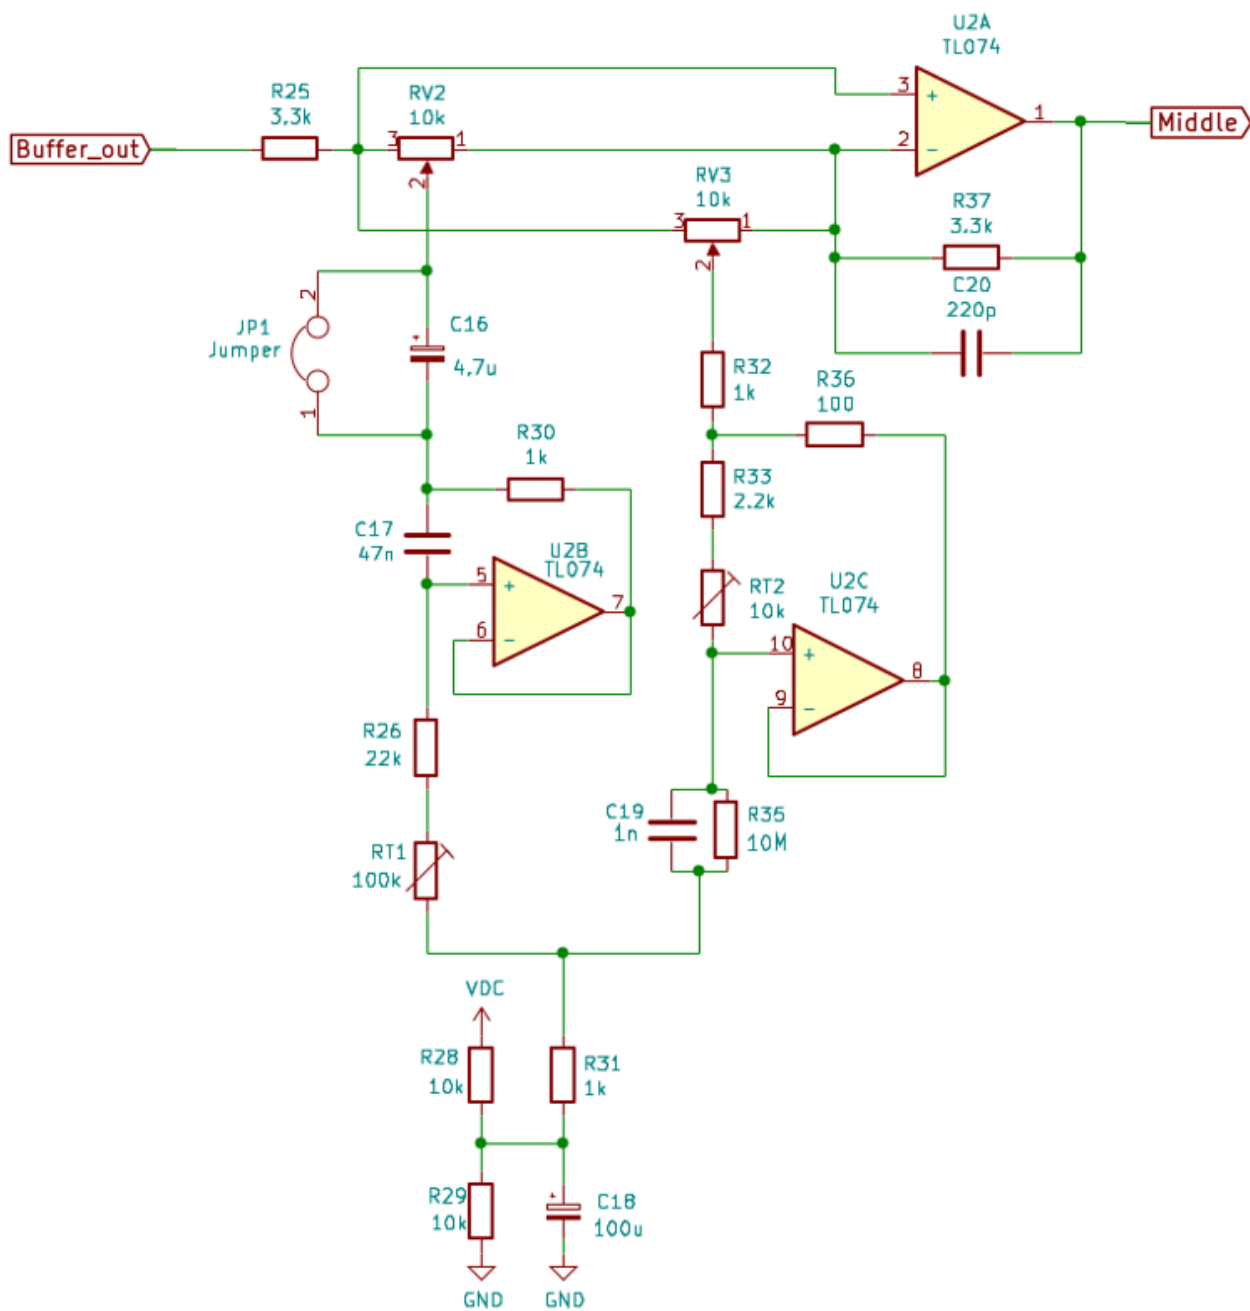 U2A
TL074
R25
3.3k
RV2
10k
3
1
2
Buffer_out
3
+
2
−
1
Middle
RV3
10k
3
1
2
R37
3.3k
C20
220p
2
JP1
Jumper
1
+
C16
4.7u
R32
1k
R36
100
R30
1k
R33
2.2k
C17
47n
U2B
TL074
5
+
6
−
7
RT2
10k
U2C
TL074
10
+
9
−
8
R26
22k
C19
1n
R35
10M
RT1
100k
VDC
R28
10k
R31
1k
R29
10k
+
C18
100u
GND
GND